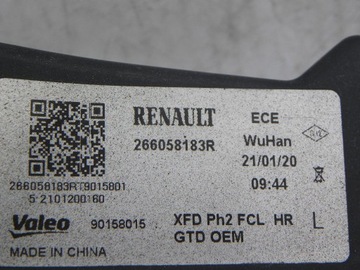 RENAULT
266058183R
ECE
WuHan
21/01/20
09:44
266058183R 9015801
5 2101200160
Valeo 90158015
XFD Ph2 FCL HR L
GTD OEM
MADE IN CHINA